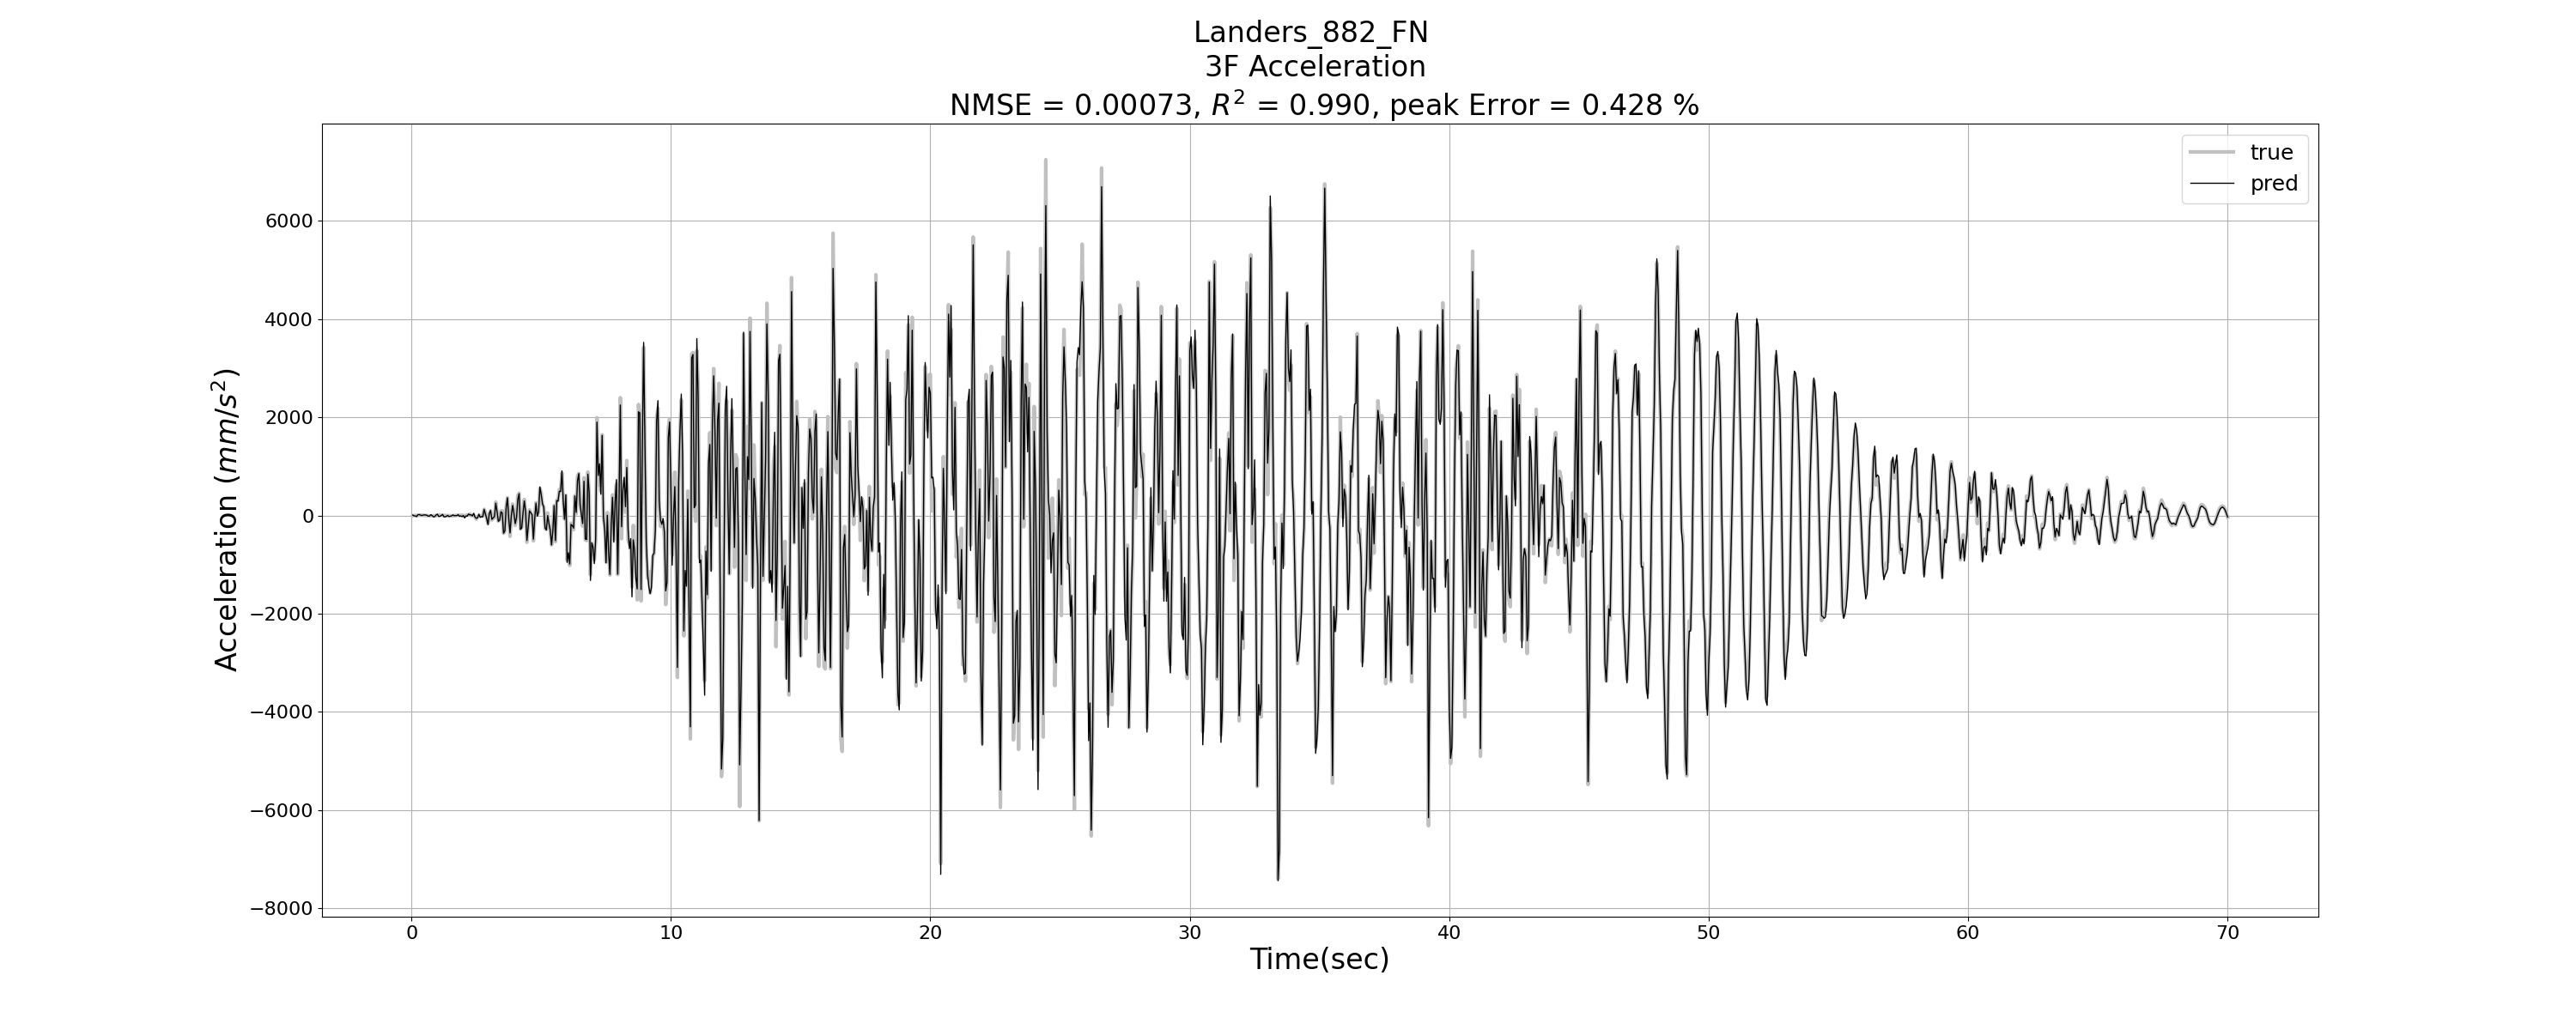 Landers_882_FN
3F Acceleration
NMSE = 0.00073, R² = 0.990, peak Error = 0.428 %
true
pred
Acceleration (mm/s²)
6000
4000
2000
0
−2000
−4000
−6000
−8000
0 10 20 30 40 50 60 70
Time(sec)